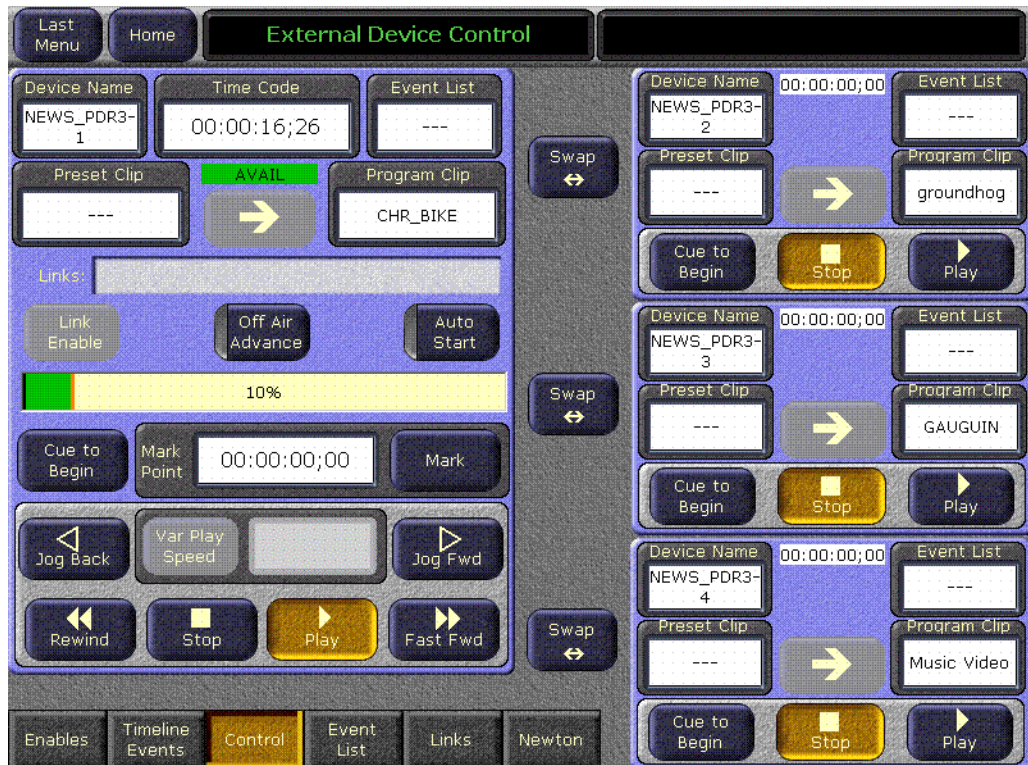 Last
Menu
Home
External Device Control
Device Name
NEWS_PDR3-
1
Time Code
00:00:16;26
Event List
---
Preset Clip
---
AVAIL
Program Clip
CHR_BIKE
Links:
Link
Enable
Off Air
Advance
Auto
Start
10%
Cue to
Begin
Mark
Point
00:00:00;00
Mark
Jog Back
Var Play
Speed
Jog Fwd
Rewind
Stop
Play
Fast Fwd
Swap
Swap
Swap
Device Name
NEWS_PDR3-
2
00:00:00;00
Event List
---
Preset Clip
---
Program Clip
groundhog
Cue to
Begin
Stop
Play
Device Name
NEWS_PDR3-
3
00:00:00;00
Event List
---
Preset Clip
---
Program Clip
GAUGUIN
Cue to
Begin
Stop
Play
Device Name
NEWS_PDR3-
4
00:00:00;00
Event List
---
Preset Clip
---
Program Clip
Music Video
Cue to
Begin
Stop
Play
Enables
Timeline
Events
Control
Event
List
Links
Newton